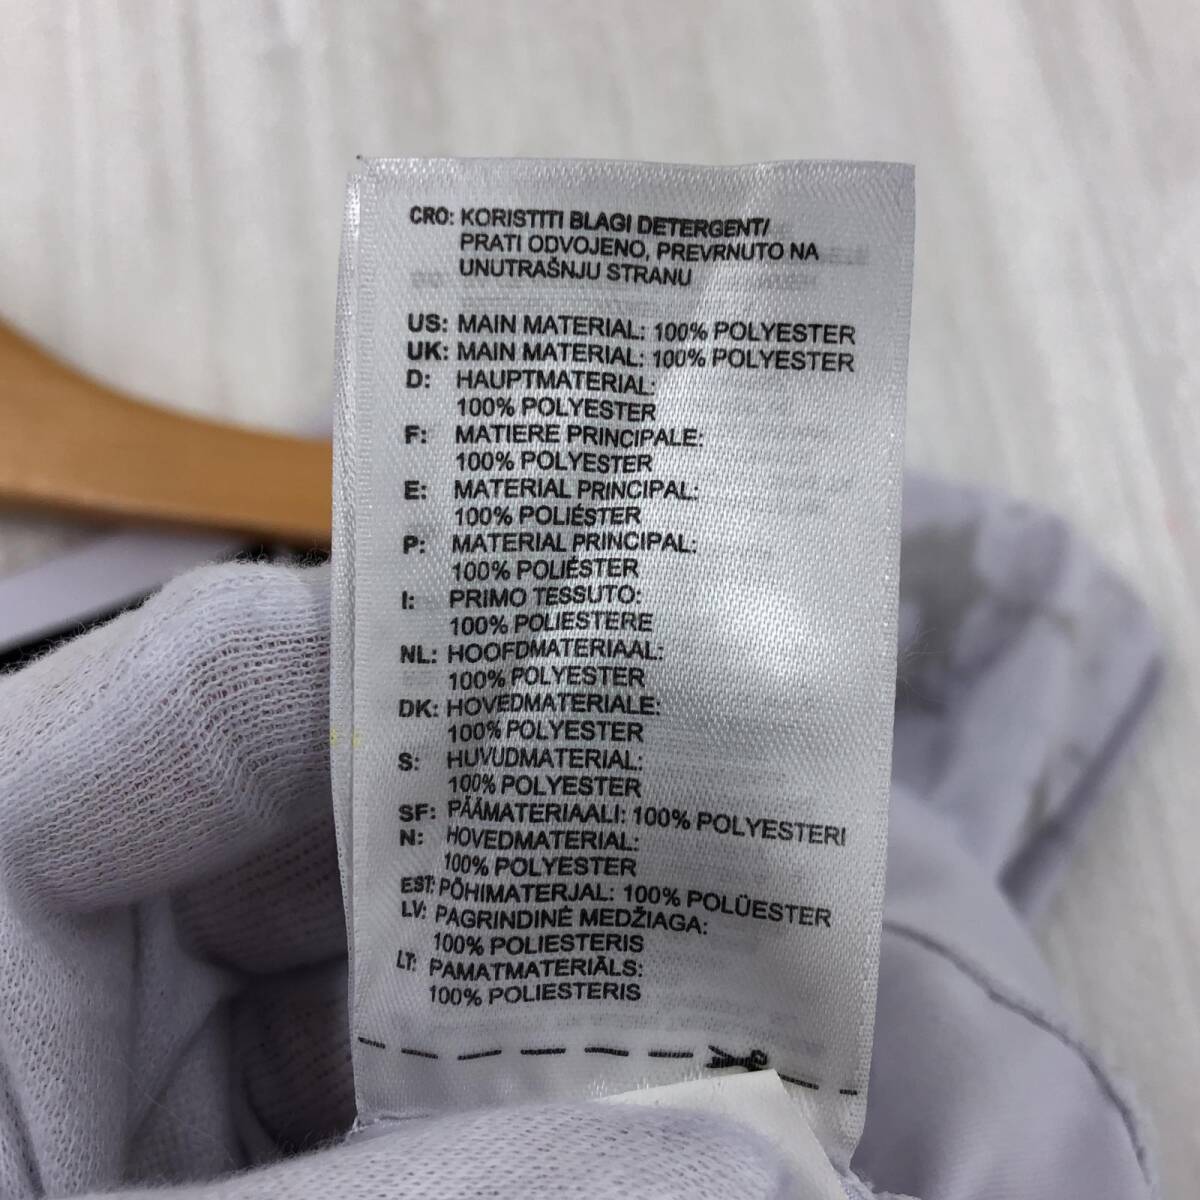 CRO: KORISTITI BLAGI DETERGENT/
PRATI ODVOJENO, PREVRNUTO NA
UNUTRAŠNJU STRANU
US: MAIN MATERIAL: 100% POLYESTER
UK: MAIN MATERIAL: 100% POLYESTER
D: HAUPTMATERIAL:
100% POLYESTER
F: MATIERE PRINCIPALE:
100% POLYESTER
E: MATERIAL PRINCIPAL:
100% POLIÉSTER
P: MATERIAL PRINCIPAL:
100% POLIÉSTER
I: PRIMO TESSUTO:
100% POLIESTERE
NL: HOOFDMATERIAAL:
100% POLYESTER
DK: HOVEDMATERIALE:
100% POLYESTER
S: HUVUDMATERIAL:
100% POLYESTER
SF: PÄÄMATERIAALI: 100% POLYESTERI
N: HOVEDMATERIAL:
100% POLYESTER
EST: PÕHIMATERJAL: 100% POLÜESTER
LV: PAGRINDINĖ MEDŽIAGA:
100% POLIESTERIS
LT: PAMATMATERIĀLS:
100% POLIESTERIS